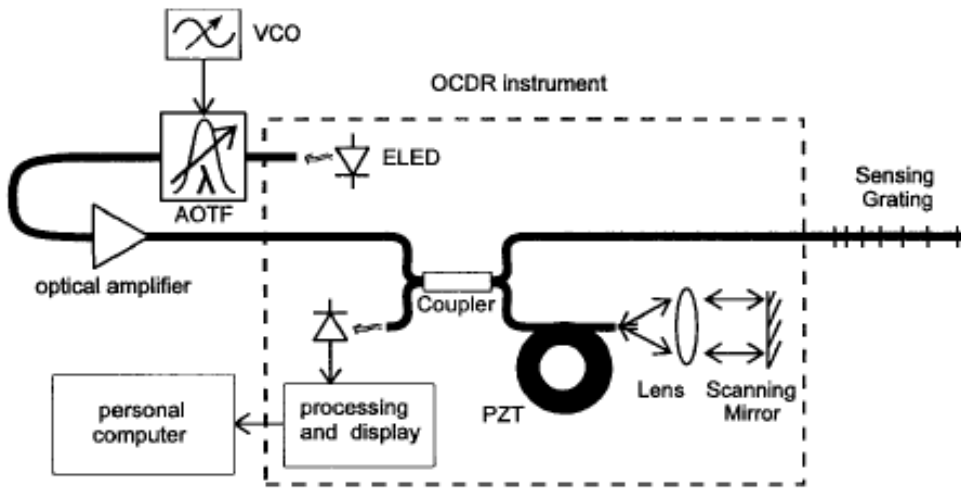 VCO
OCDR instrument
ELED
λ
AOTF
Sensing
Grating
optical amplifier
Coupler
PZT
Lens
Scanning
Mirror
personal
computer
processing
and display